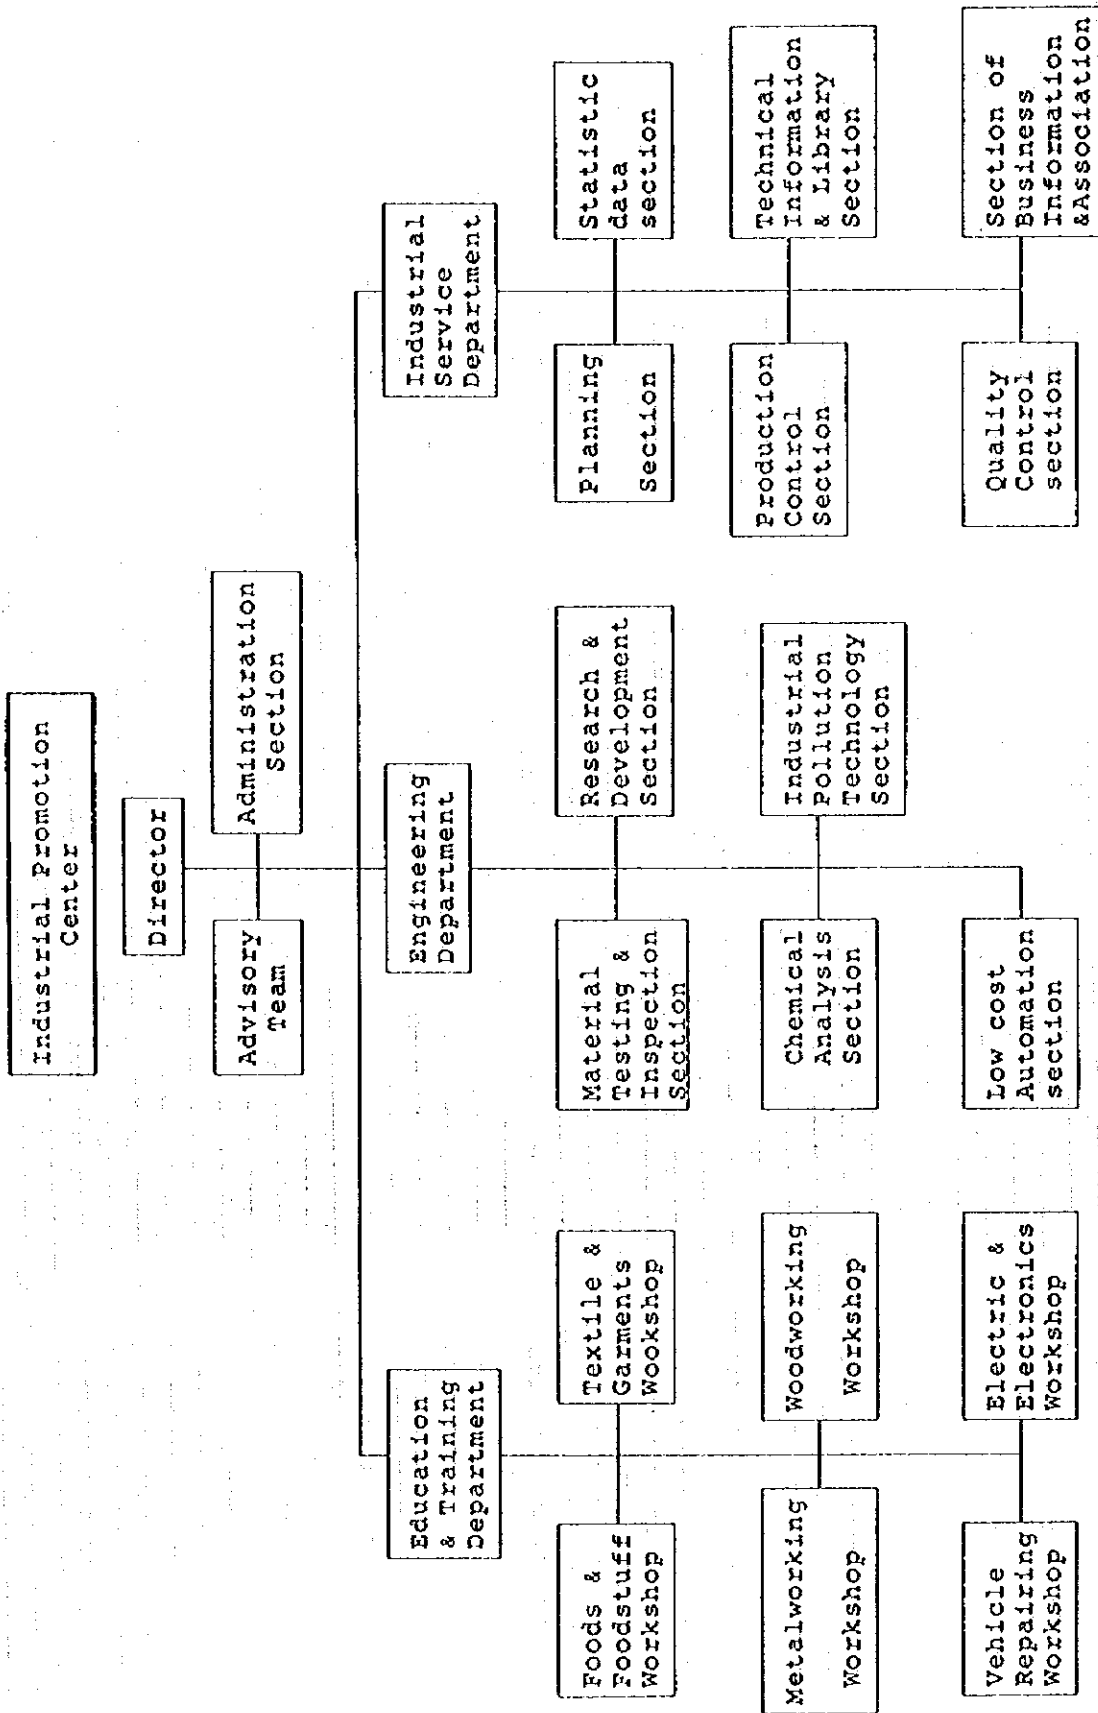 Industrial Promotion
Center
Director
Advisory
Team
Administration
Section
Education
& Training
Department
Engineering
Department
Industrial
Service
Department
Foods &
Foodstuff
Workshop
Textile &
Garments
Wookshop
Material
Testing &
Inspection
Section
Research &
Development
Section
Planning
Section
Statistic
data
section
Metalworking
Workshop
Woodworking
Workshop
Chemical
Analysis
Section
Industrial
Pollution
Technology
Section
Production
Control
Section
Technical
Information
& Library
Section
Vehicle
Repairing
Workshop
Electric &
Electronics
Workshop
Low cost
Automation
section
Quality
Control
section
Section of
Business
Information
&Association